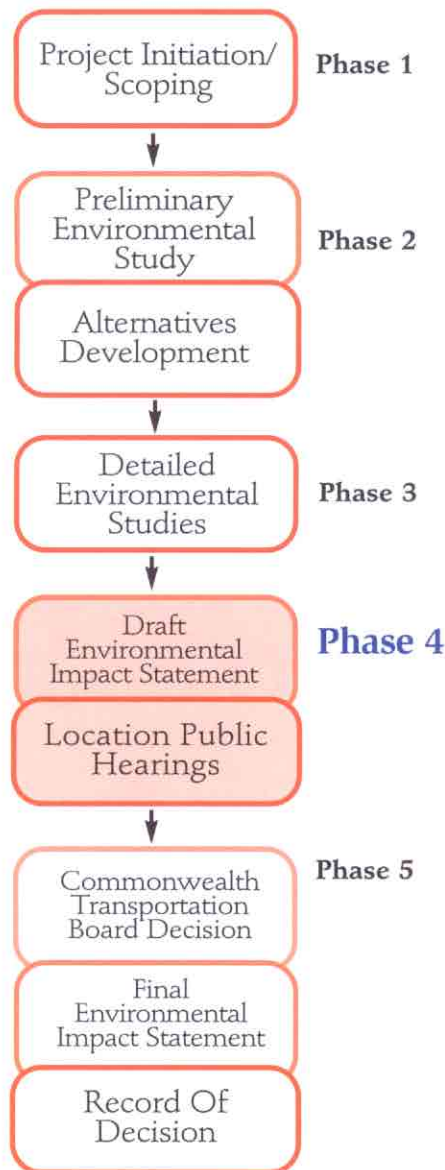 Project Initiation/
Scoping
Phase 1
Preliminary
Environmental
Study
Phase 2
Alternatives
Development
Detailed
Environmental
Studies
Phase 3
Draft
Environmental
Impact Statement
Phase 4
Location Public
Hearings
Commonwealth
Transportation
Board Decision
Phase 5
Final
Environmental
Impact Statement
Record Of
Decision